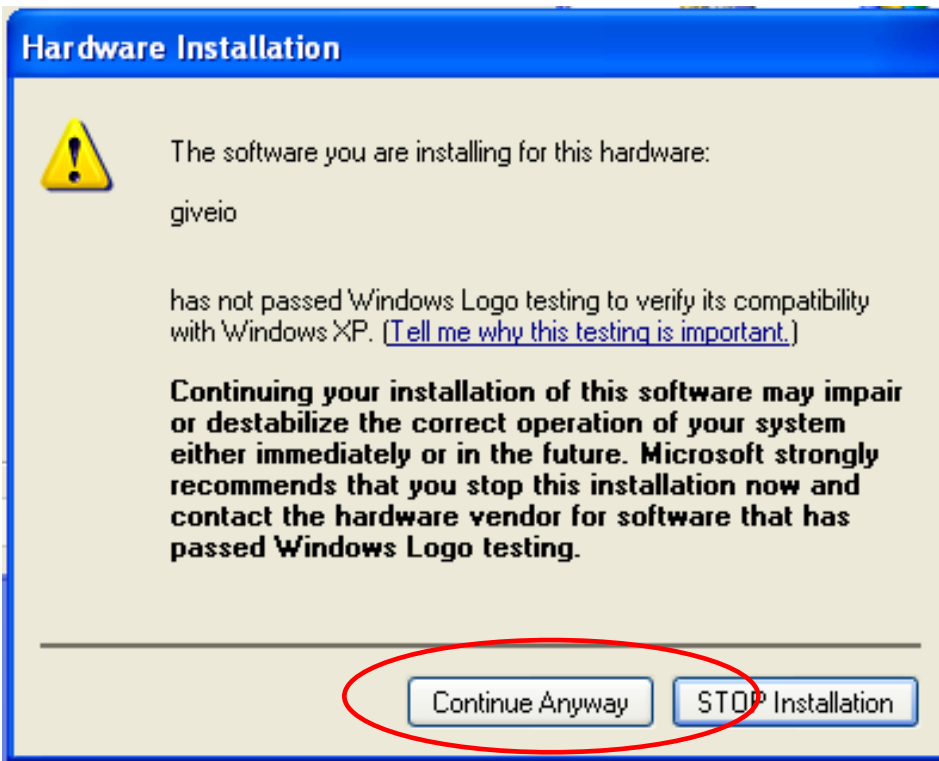 Hardware Installation
The software you are installing for this hardware:
giveio
has not passed Windows Logo testing to verify its compatibility
with Windows XP. (Tell me why this testing is important.)
Continuing your installation of this software may impair
or destabilize the correct operation of your system
either immediately or in the future. Microsoft strongly
recommends that you stop this installation now and
contact the hardware vendor for software that has
passed Windows Logo testing.
Continue Anyway
STOP Installation